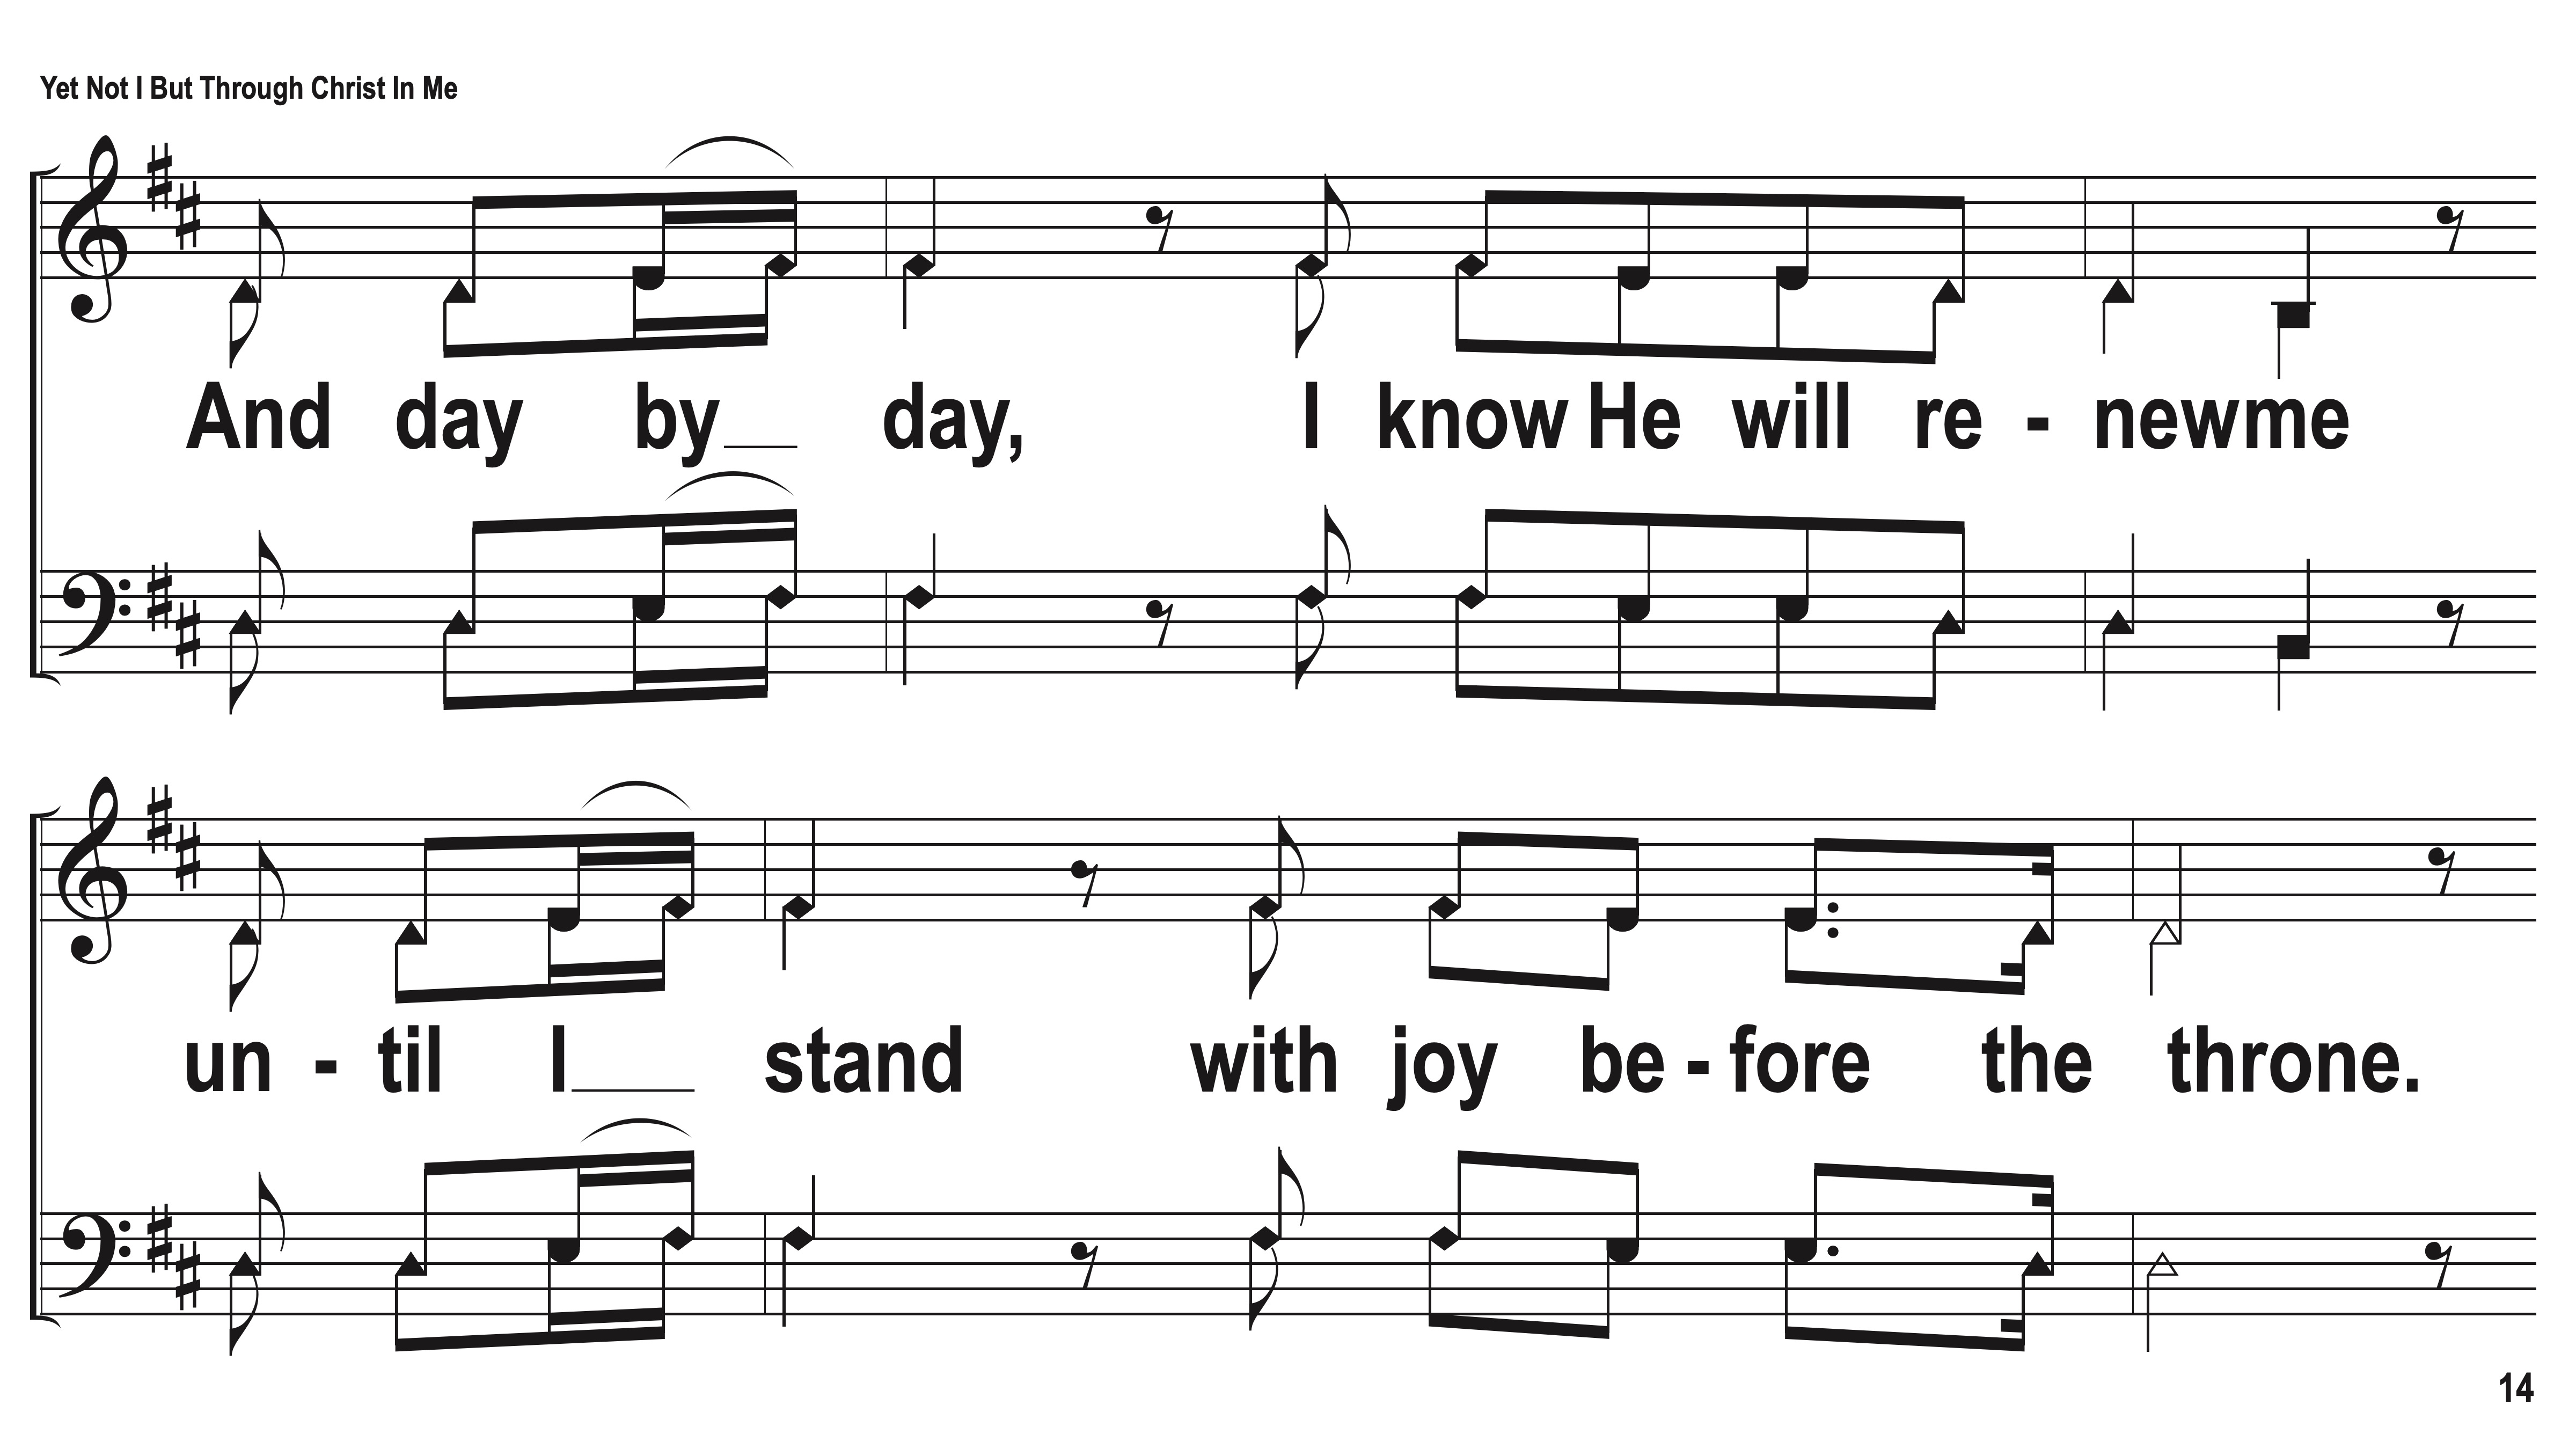 Yet Not I But Through Christ In Me
And day by__ day, I know He will re - newme
un - til I____ stand with joy be - fore the throne.
14